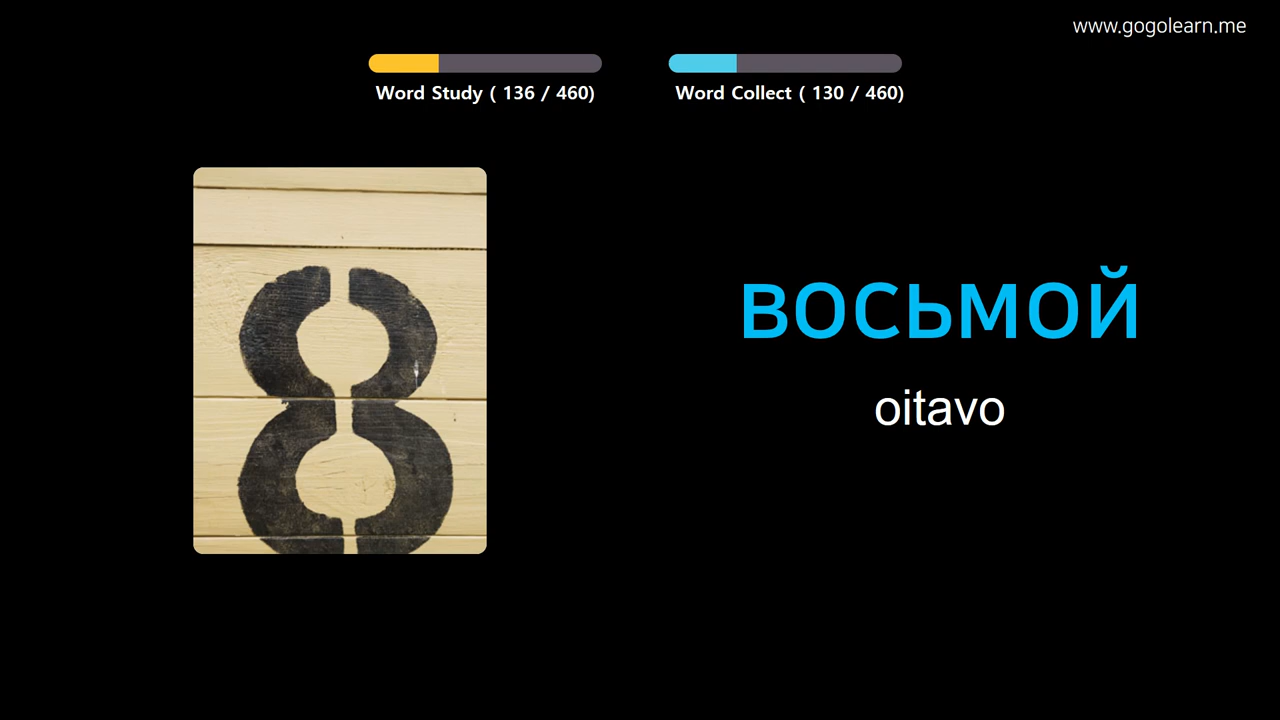 www.gogolearn.me
Word Study ( 136 / 460)
Word Collect ( 130 / 460)
8
восьмой
oitavo